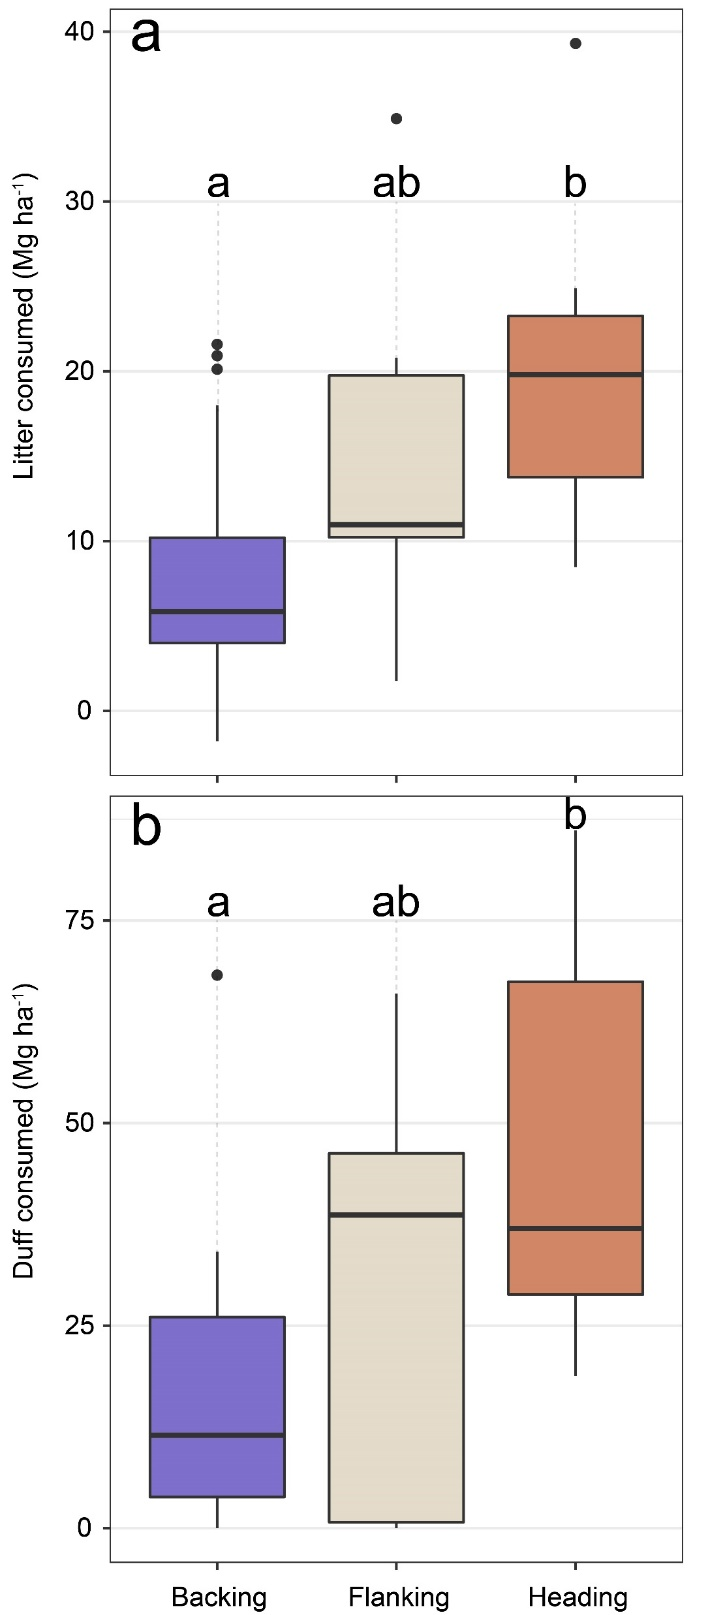 a
40
30
20
10
0
Litter consumed (Mg ha⁻¹)
a ab b
b
75
50
25
0
Duff consumed (Mg ha⁻¹)
a ab b
Backing Flanking Heading